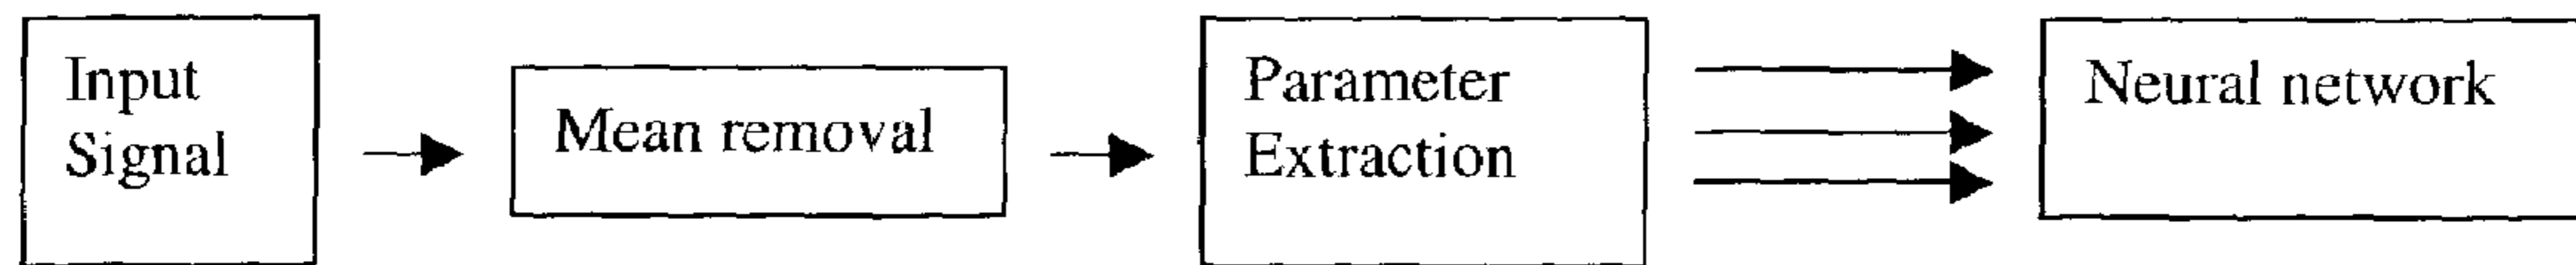 Input
Signal
Mean removal
Parameter
Extraction
Neural network